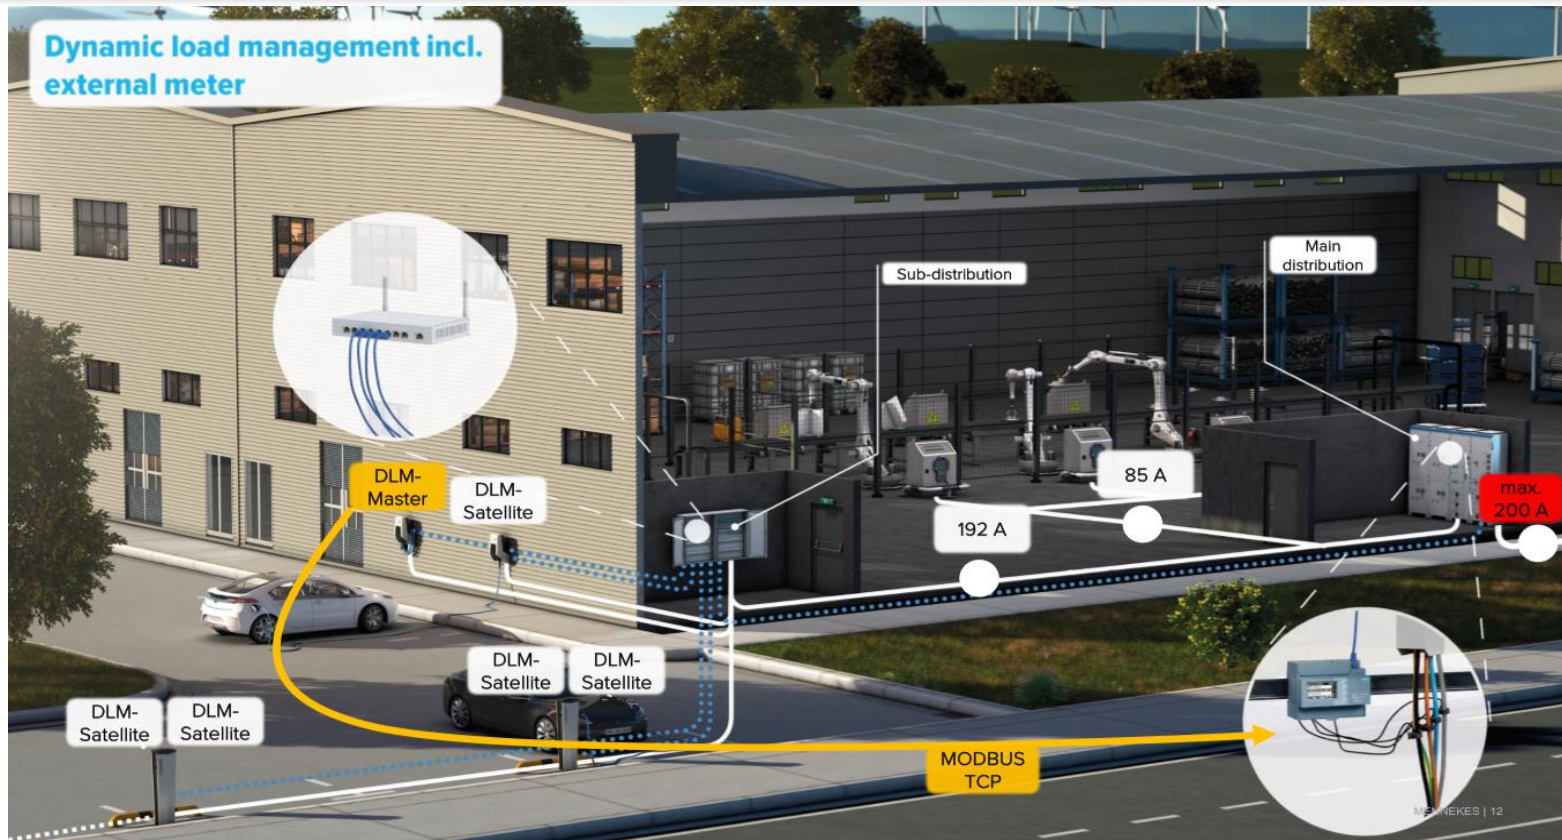 Dynamic load management incl.
external meter
Sub-distribution
Main
distribution
DLM-
Master
DLM-
Satellite
85 A
192 A
max.
200 A
DLM-
Satellite
DLM-
Satellite
DLM-
Satellite
DLM-
Satellite
MODBUS
TCP
MENNEKES | 12